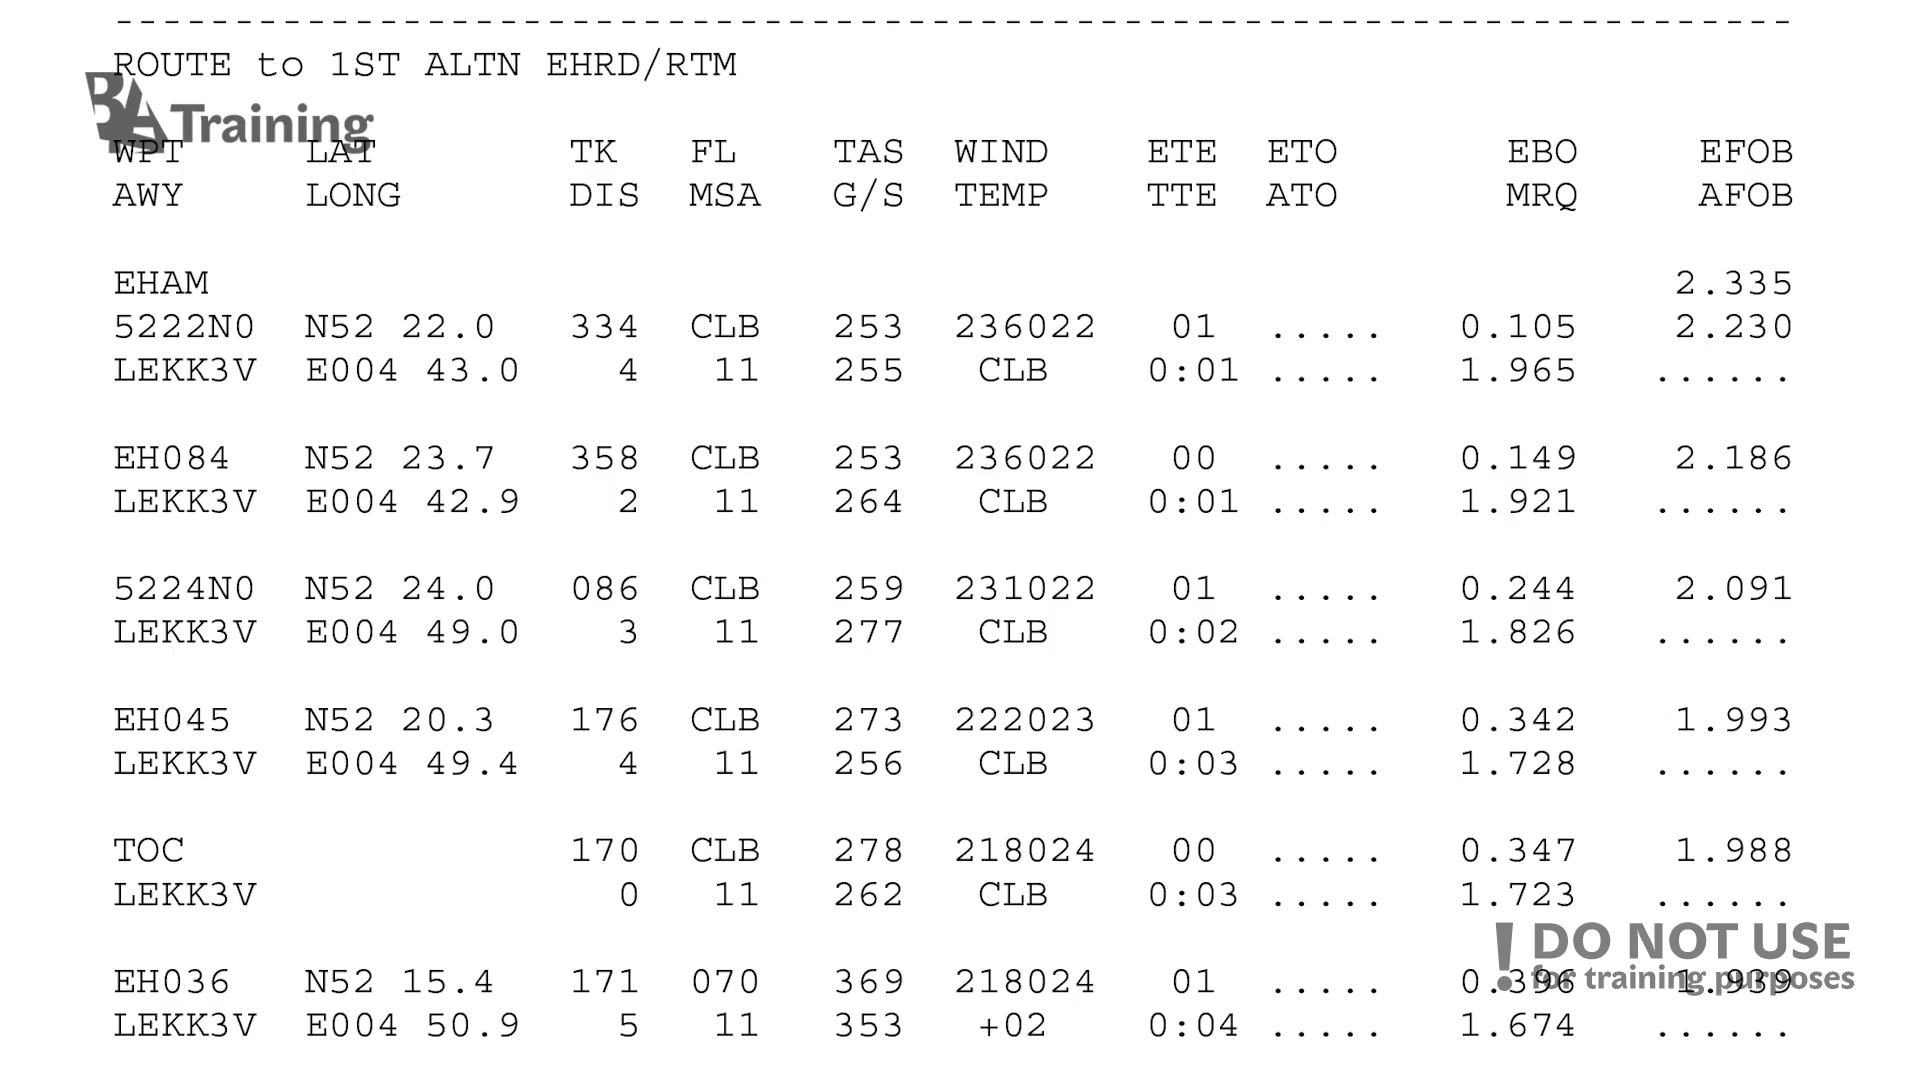 --------------------------------------------------------------------
ROUTE to 1ST ALTN EHRD/RTM
BAA Training
WPT LAT TK FL TAS WIND ETE ETO EBO EFOB
AWY LONG DIS MSA G/S TEMP TTE ATO MRQ AFOB
EHAM 2.335
5222N0 N52 22.0 334 CLB 253 236022 01 ..... 0.105 2.230
LEKK3V E004 43.0 4 11 255 CLB 0:01 ..... 1.965 ......
EH084 N52 23.7 358 CLB 253 236022 00 ..... 0.149 2.186
LEKK3V E004 42.9 2 11 264 CLB 0:01 ..... 1.921 ......
5224N0 N52 24.0 086 CLB 259 231022 01 ..... 0.244 2.091
LEKK3V E004 49.0 3 11 277 CLB 0:02 ..... 1.826 ......
EH045 N52 20.3 176 CLB 273 222023 01 ..... 0.342 1.993
LEKK3V E004 49.4 4 11 256 CLB 0:03 ..... 1.728 ......
TOC 170 CLB 278 218024 00 ..... 0.347 1.988
LEKK3V 0 11 262 CLB 0:03 ..... 1.723 ......
! DO NOT USE
for training purposes
EH036 N52 15.4 171 070 369 218024 01 ..... 0.396 1.939
LEKK3V E004 50.9 5 11 353 +02 0:04 ..... 1.674 ......